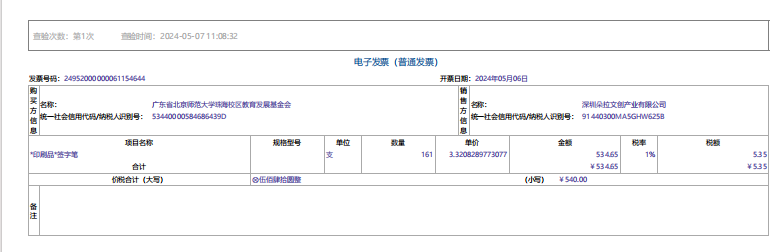 查验次数：第1次 查验时间：2024-05-07 11:08:32
电子发票（普通发票）
发票号码：24952000000061154644 开票日期：2024年05月06日
购买方信息
名称： 广东省北京师范大学珠海校区教育发展基金会
统一社会信用代码/纳税人识别号： 53440000584686439D
销售方信息
名称： 深圳朵拉文创产业有限公司
统一社会信用代码/纳税人识别号： 91440300MA5GHW625B
项目名称 规格型号 单位 数量 单价 金额 税率 税额
*印刷品*签字笔 支 161 3.3208289773077 534.65 1% 5.35
合计 ￥534.65 ￥5.35
价税合计（大写） ⊗伍佰肆拾圆整 （小写） ￥540.00
备注